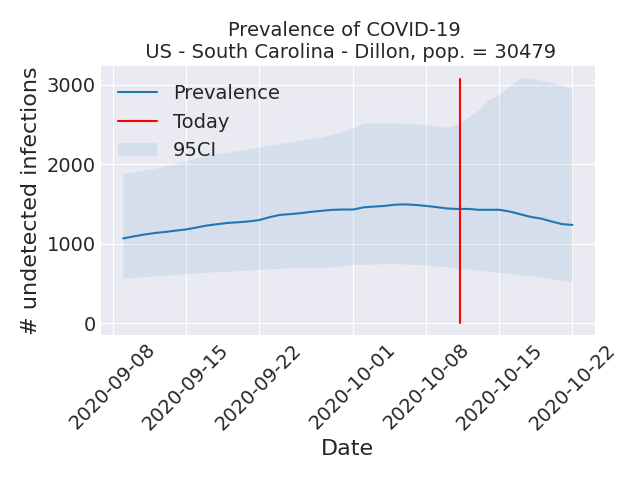 Prevalence of COVID-19
US - South Carolina - Dillon, pop. = 30479
# undetected infections
3000
2000
1000
0
Prevalence
Today
95CI
2020-09-08
2020-09-15
2020-09-22
2020-10-01
2020-10-08
2020-10-15
2020-10-22
Date